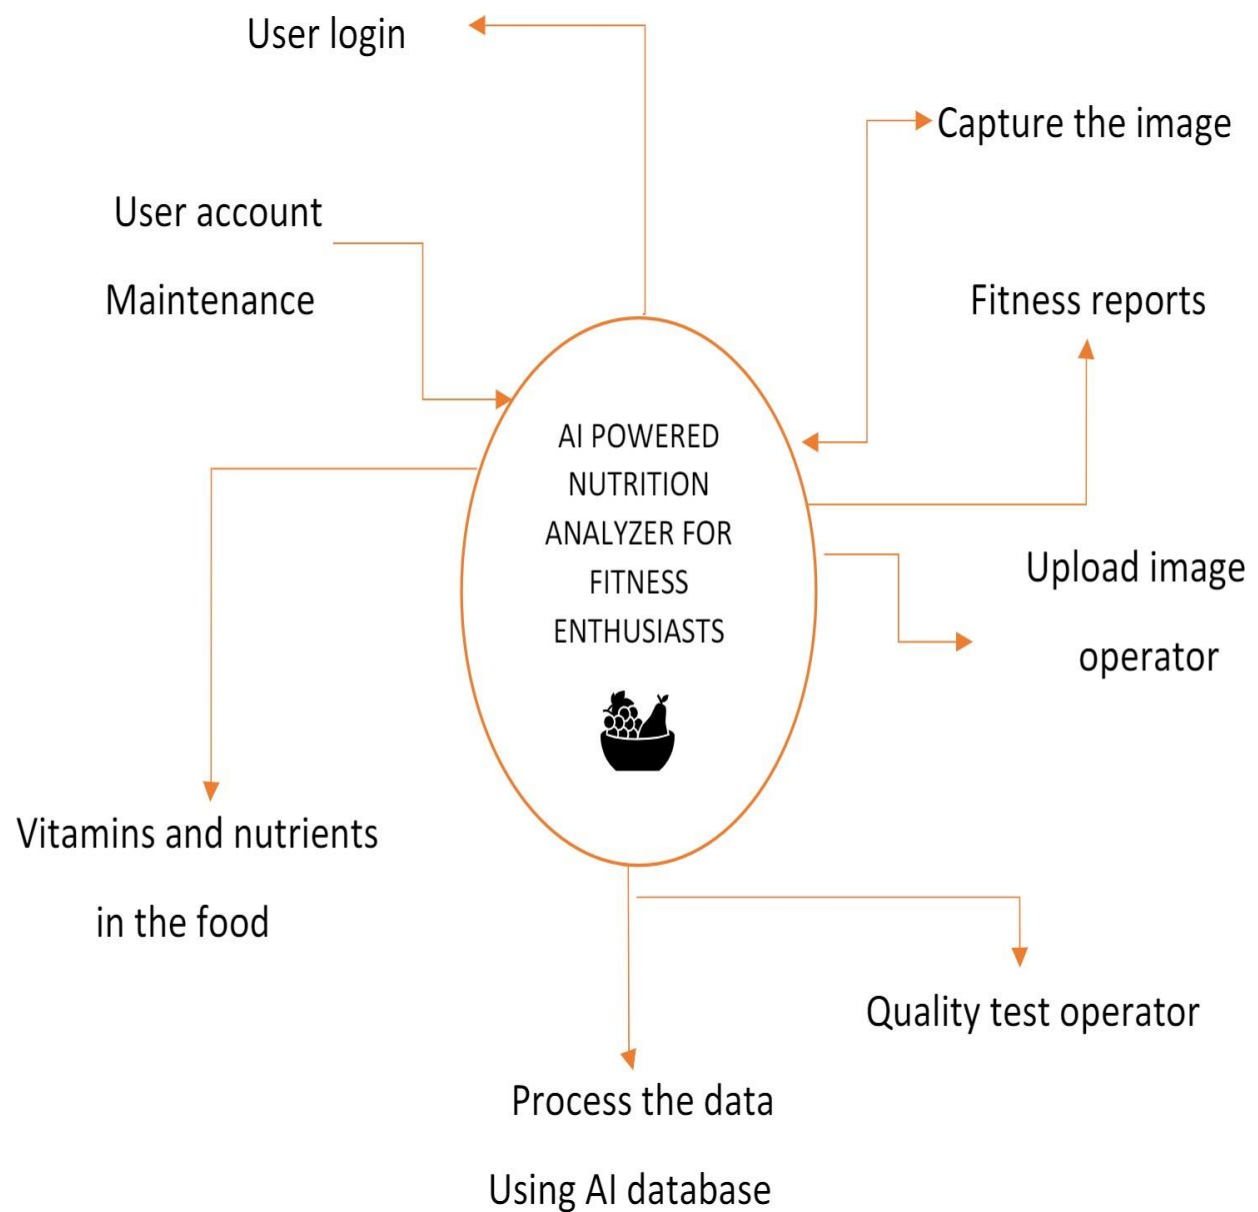 User login
Capture the image
User account
Maintenance
Fitness reports
AI POWERED
NUTRITION
ANALYZER FOR
FITNESS
ENTHUSIASTS
Upload image
operator
Vitamins and nutrients
in the food
Quality test operator
Process the data
Using AI database